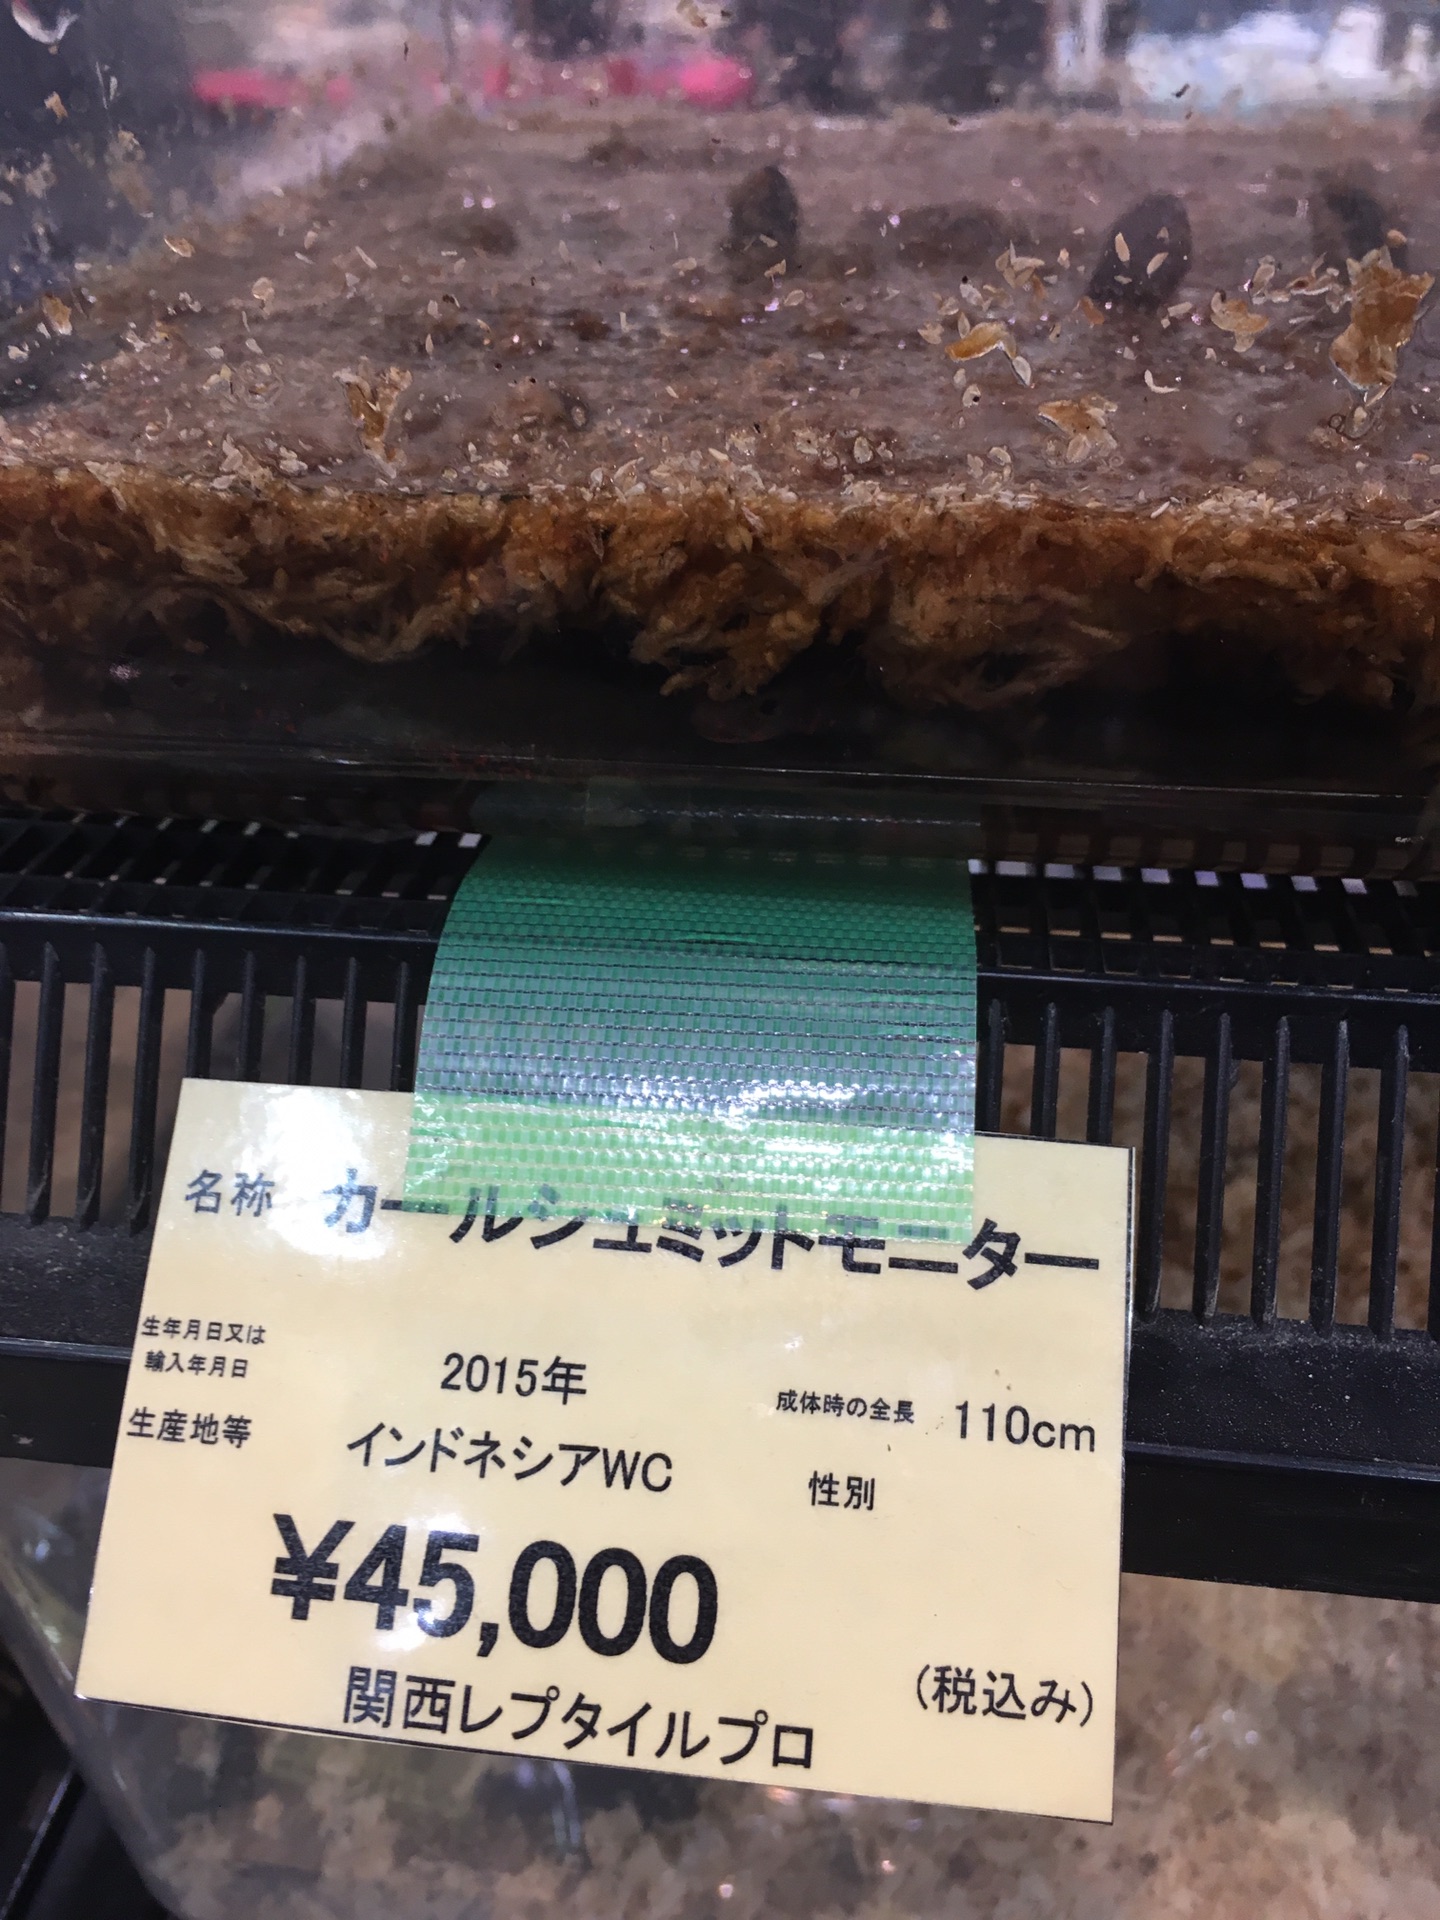 名称 カールシュミットモニター
生年月日又は
輸入年月日
2015年
成体時の全長 110cm
生産地等
インドネシアWC
性別
¥45,000
(税込み)
関西レプタイルプロ